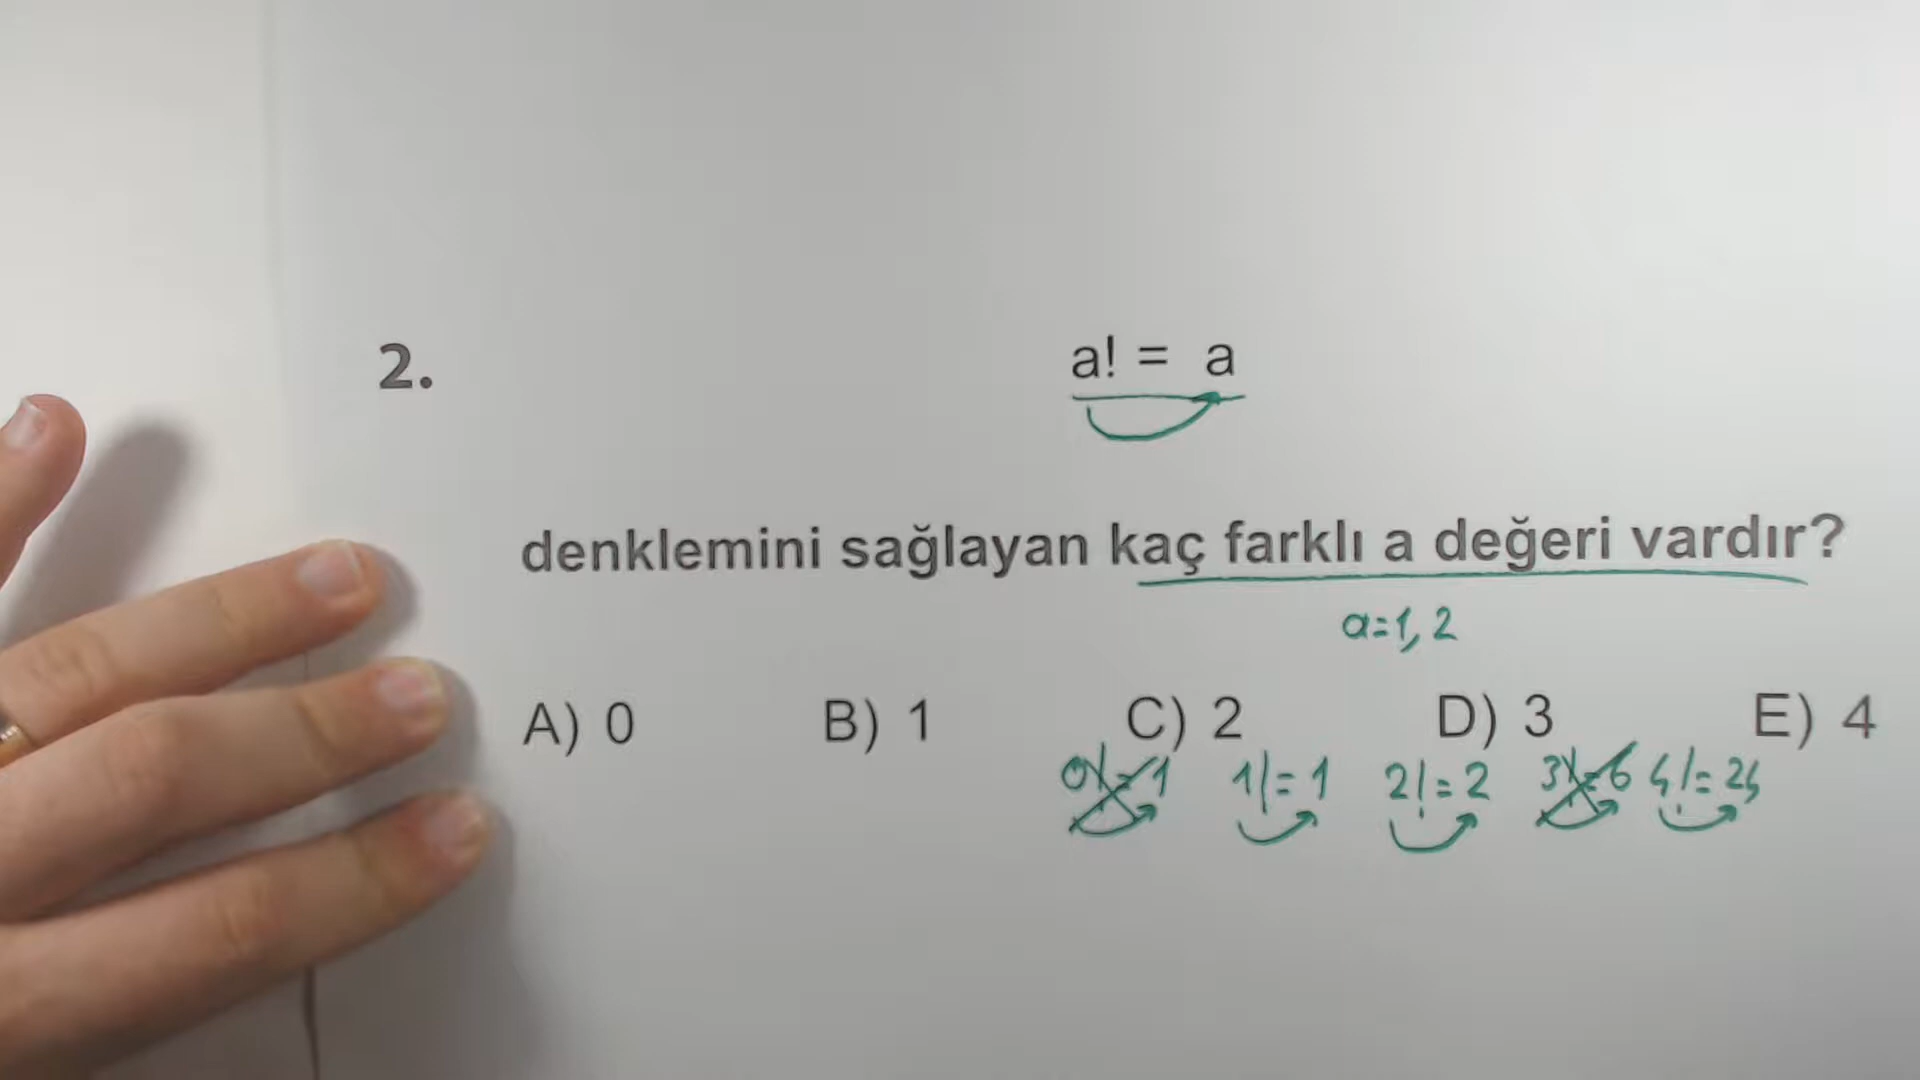 2.
a! = a
denklemini sağlayan kaç farklı a değeri vardır?
a=1,2
A) 0 B) 1 C) 2 D) 3 E) 4
0!=1 1!=1 2!=2 3!=6 4!=24